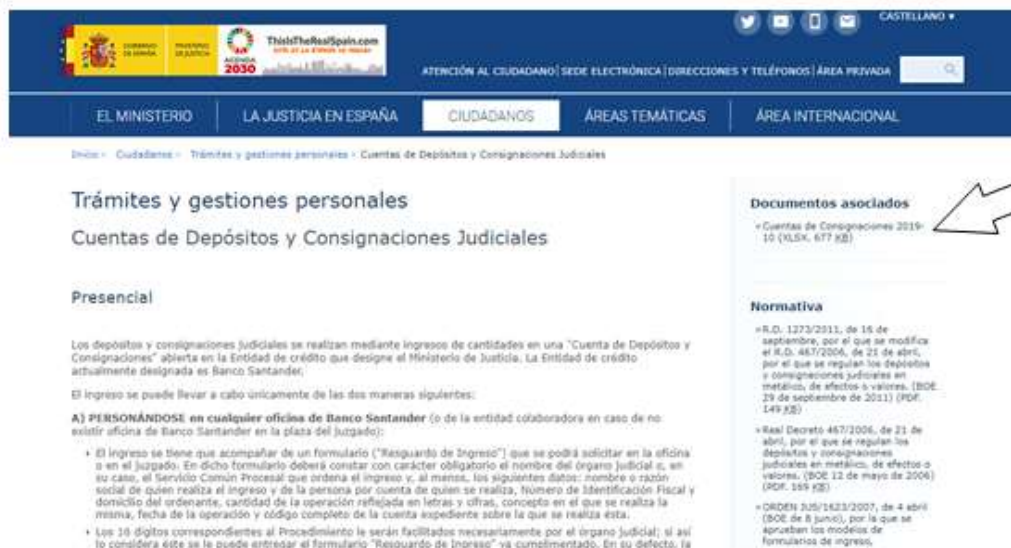 CASTELLANO
GOBIERNO DE ESPAÑA
MINISTERIO DE JUSTICIA
AGENDA 2030
ThisIsTheRealSpain.com
ATENCIÓN AL CIUDADANO | SEDE ELECTRÓNICA | DIRECCIONES Y TELÉFONOS | ÁREA PRIVADA
EL MINISTERIO
LA JUSTICIA EN ESPAÑA
CIUDADANOS
ÁREAS TEMÁTICAS
ÁREA INTERNACIONAL
Inicio > Ciudadanos > Trámites y gestiones personales > Cuentas de Depósitos y Consignaciones Judiciales
Trámites y gestiones personales
Cuentas de Depósitos y Consignaciones Judiciales
Presencial
Los depósitos y consignaciones judiciales se realizan mediante ingresos de cantidades en una "Cuenta de Depósitos y
Consignaciones" abierta en la Entidad de crédito que designe el Ministerio de Justicia. La Entidad de crédito
actualmente designada es Banco Santander.
El ingreso se puede llevar a cabo únicamente de las dos maneras siguientes:
A) PERSONÁNDOSE en cualquier oficina de Banco Santander (o de la entidad colaboradora en caso de no
existir oficina de Banco Santander en la plaza del juzgado):
El ingreso se tiene que acompañar de un formulario ("Resguardo de Ingreso") que se podrá solicitar en la oficina
o en el juzgado. En dicho formulario deberá constar con carácter obligatorio el nombre del órgano judicial o, en
su caso, el Servicio Común Procesal que ordena el ingreso y, al menos, los siguientes datos: nombre o razón
social de quien realiza el ingreso y de la persona por cuenta de quien se realiza, Número de Identificación Fiscal y
domicilio del ordenante, cantidad de la operación reflejada en letras y cifras, concepto en el que se realiza la
misma, fecha de la operación y código completo de la cuenta expediente sobre la que se realiza ésta.
Los 16 dígitos correspondientes al Procedimiento le serán facilitados necesariamente por el órgano judicial; si así
lo considera éste se le puede entregar el formulario "Resguardo de Ingreso" ya cumplimentado. En su defecto, la
Documentos asociados
Cuentas de Consignaciones 2019-
10 (XLSX. 677 KB)
Normativa
R.D. 1273/2011, de 16 de
septiembre, por el que se modifica
el R.D. 467/2006, de 21 de abril,
por el que se regulan los depósitos
y consignaciones judiciales en
metálico, de efectos o valores. (BOE
29 de septiembre de 2011) (PDF.
149 KB)
Real Decreto 467/2006, de 21 de
abril, por el que se regulan los
depósitos y consignaciones
judiciales en metálico, de efectos o
valores. (BOE 12 de mayo de 2006)
(PDF. 169 KB)
ORDEN JUS/1623/2007, de 4 abril
(BOE de 8 junio), por la que se
aprueban los modelos de
formularios de ingreso,